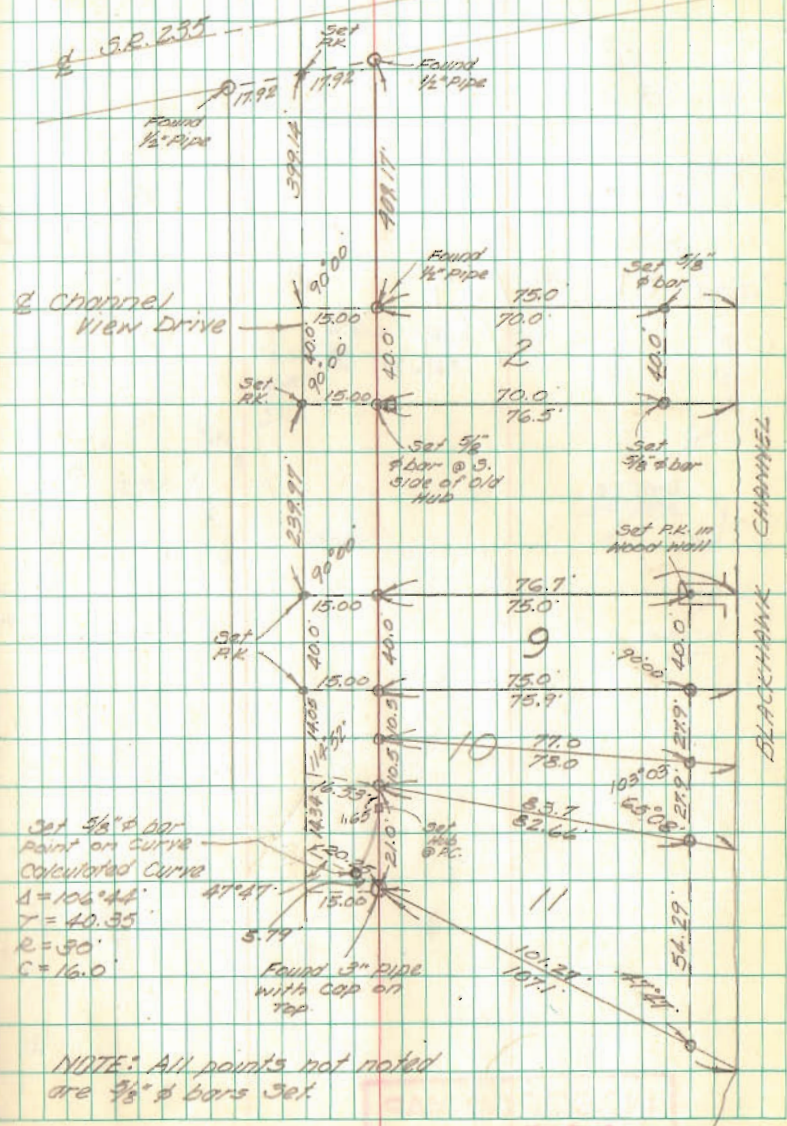 ℄ S.R. 235
Set
P.K.
17.92
17.92'
Found
1/2" Pipe
Found
1/2" Pipe
399.14'
409.17'
90°00'
Found
1/2" Pipe
Set 5/8"
ϕ bar
℄ Channel
View Drive
15.00
75.0'
70.0'
40.0'
40.0'
2
40.0'
90°00'
Set
P.K.
15.00
70.0'
76.5'
Set 5/8"
ϕ bar @ S.
side of Old
Hub
Set
5/8" ϕ bar
239.97'
90°00'
Set P.K. in
Wood Wall
BLACKHAWK CHANNEL
15.00
76.7'
75.0'
Set
P.K.
40.0'
40.0'
9
40.0'
90°00'
15.00
75.0'
75.9'
14.05
114°52'
10.5
10.5
10
77.0
78.0
27.9'
103°05'
27.9'
65°08'
16.53'
1.65
14.34
83.7
82.66'
21.0'
Set
Hub
@ P.C.
Set 5/8" ϕ bar
Point on Curve
Calculated Curve
Δ = 106°44'
T = 40.35
R = 30'
C = 16.0'
47°47'
20.25
15.00
5.79'
11
54.29'
101.27'
107.1'
47°47'
Found 3" Pipe
with Cap on
Top.
NOTE: All points not noted
are 5/8" ϕ bars Set.